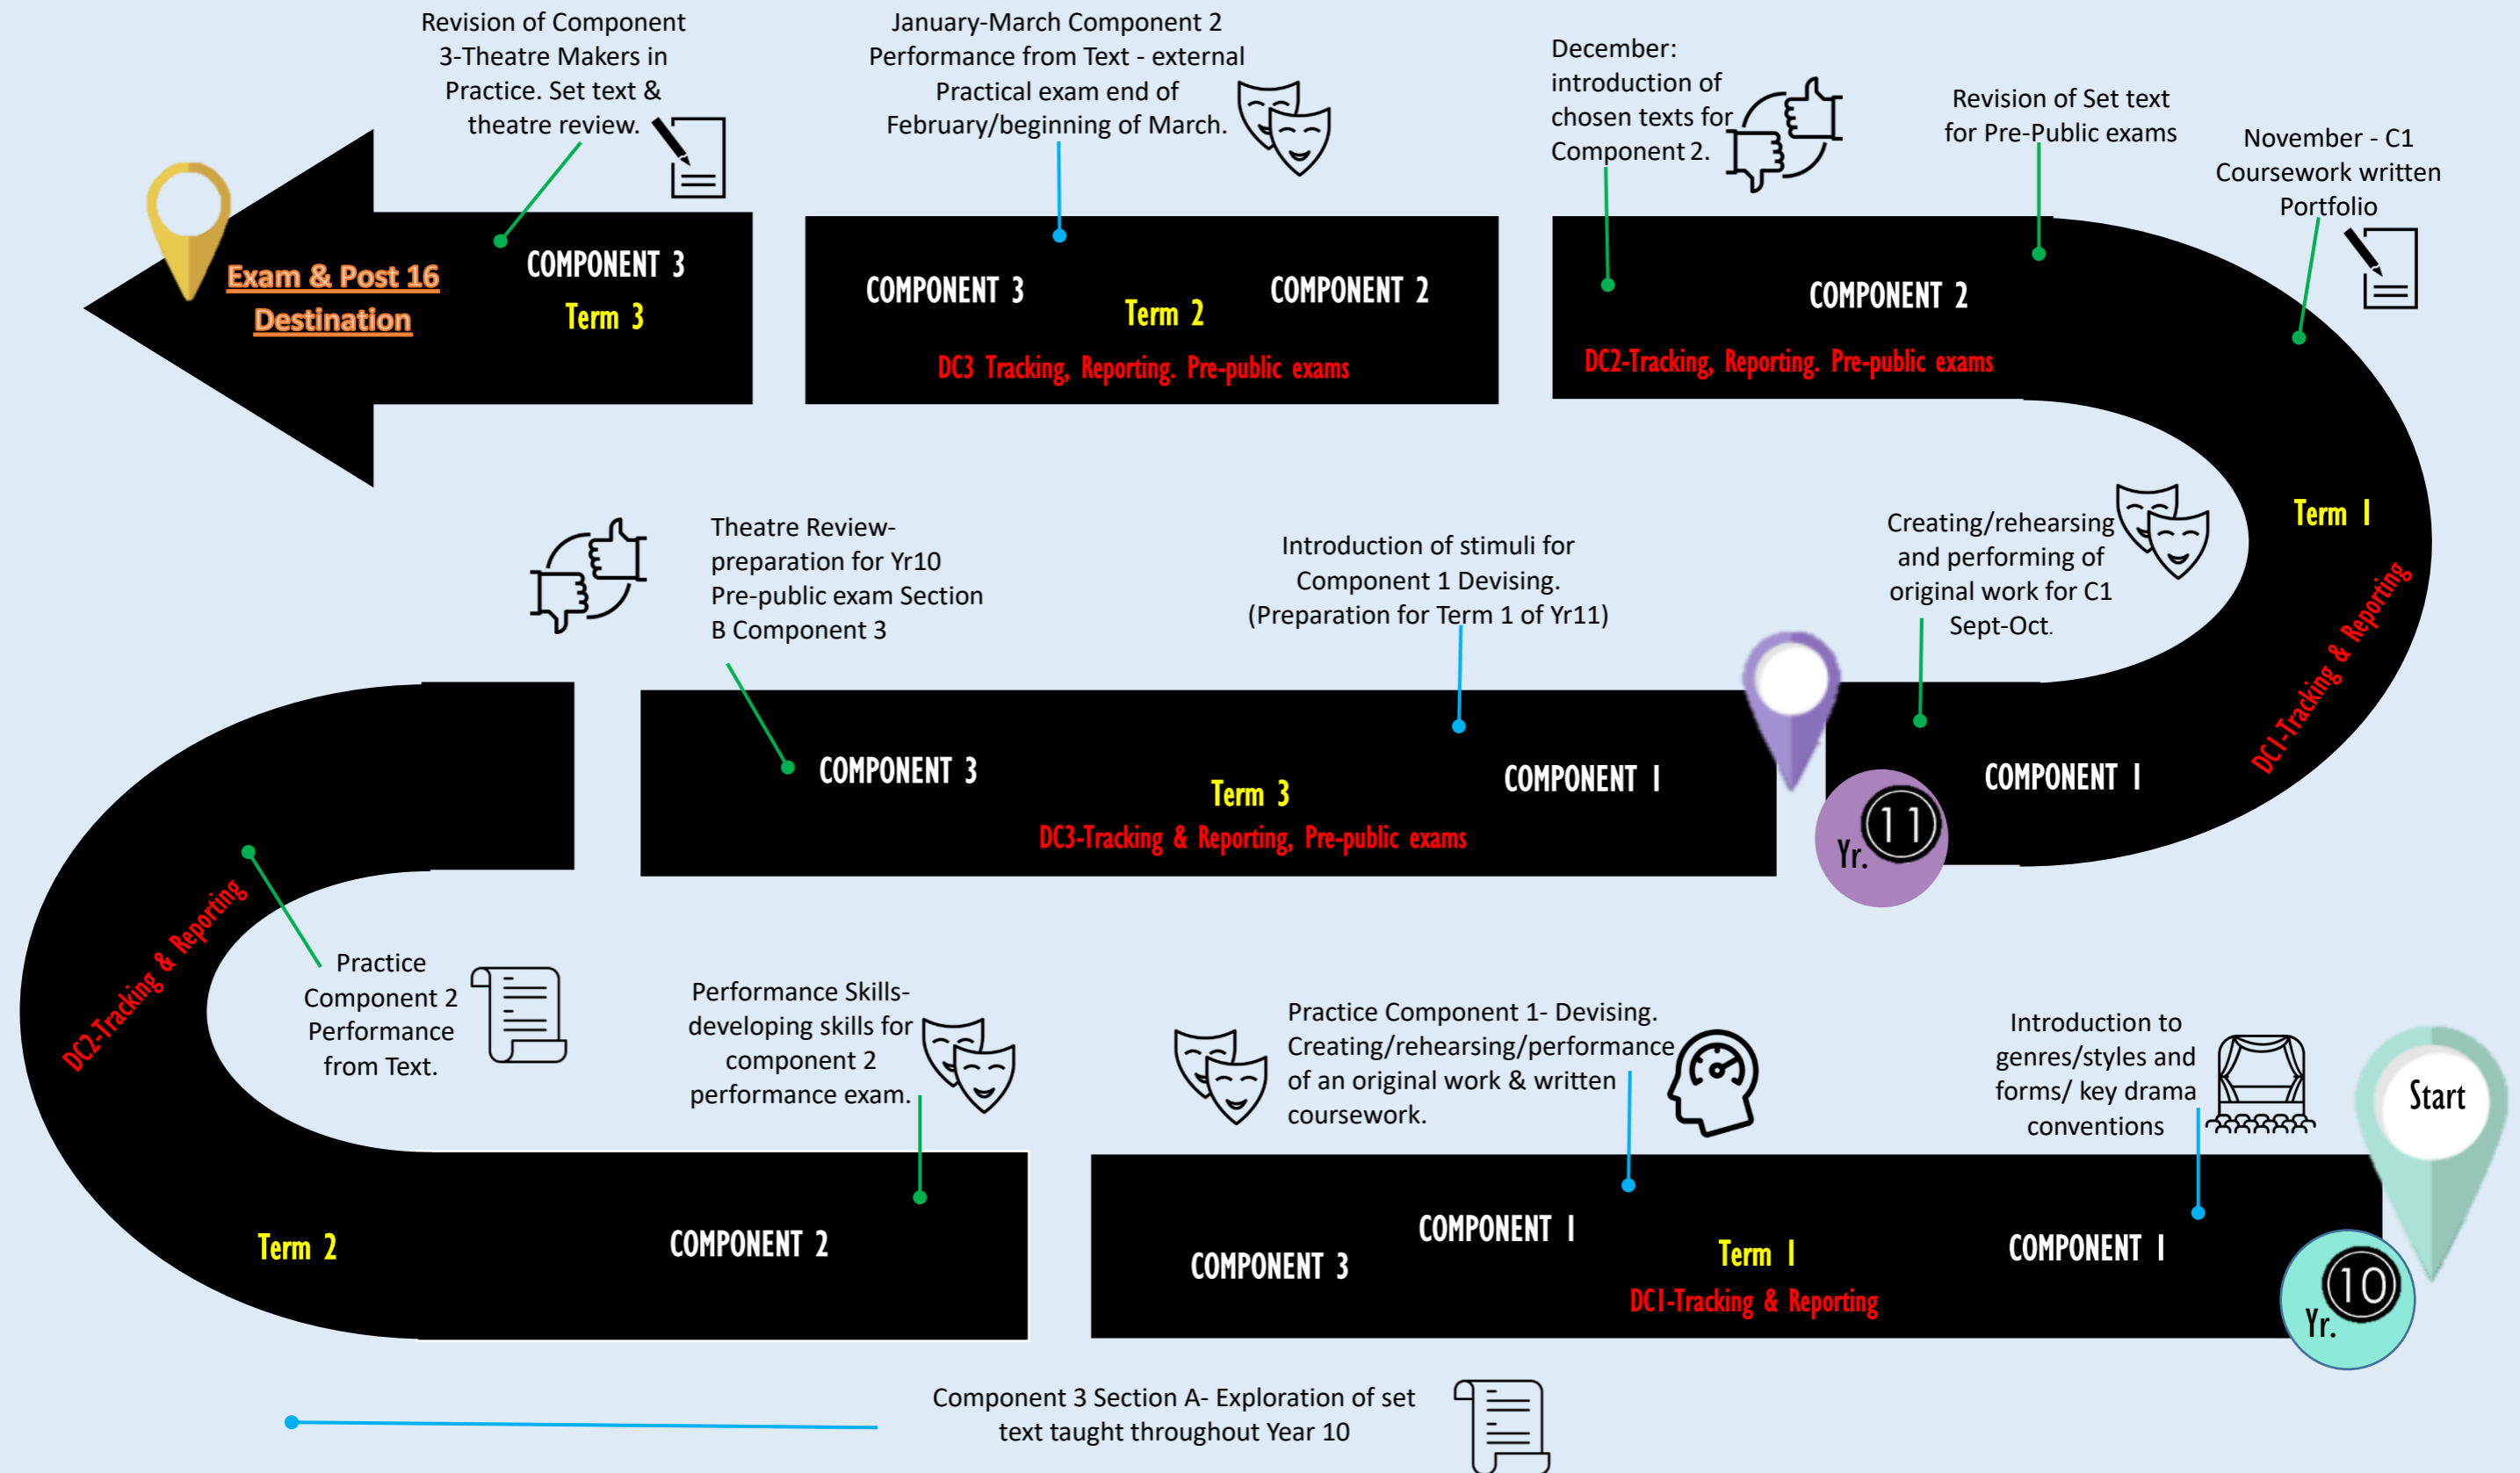 Revision of Component
3-Theatre Makers in
Practice. Set text &
theatre review.
January-March Component 2
Performance from Text - external
Practical exam end of
February/beginning of March.
December:
introduction of
chosen texts for
Component 2.
Revision of Set text
for Pre-Public exams
November - C1
Coursework written
Portfolio
Exam & Post 16
Destination
COMPONENT 3
Term 3
COMPONENT 3
Term 2
COMPONENT 2
DC3 Tracking, Reporting. Pre-public exams
COMPONENT 2
DC2-Tracking, Reporting. Pre-public exams
Term 1
DC1-Tracking & Reporting
Theatre Review-
preparation for Yr10
Pre-public exam Section
B Component 3
Introduction of stimuli for
Component 1 Devising.
(Preparation for Term 1 of Yr11)
Creating/rehearsing
and performing of
original work for C1
Sept-Oct.
COMPONENT 3
Term 3
COMPONENT 1
DC3-Tracking & Reporting, Pre-public exams
Yr. 11
COMPONENT 1
DC2-Tracking & Reporting
Practice
Component 2
Performance
from Text.
Performance Skills-
developing skills for
component 2
performance exam.
Practice Component 1- Devising.
Creating/rehearsing/performance
of an original work & written
coursework.
Introduction to
genres/styles and
forms/ key drama
conventions
Start
Term 2
COMPONENT 2
COMPONENT 3
COMPONENT 1
Term 1
DC1-Tracking & Reporting
COMPONENT 1
Yr. 10
Component 3 Section A- Exploration of set
text taught throughout Year 10